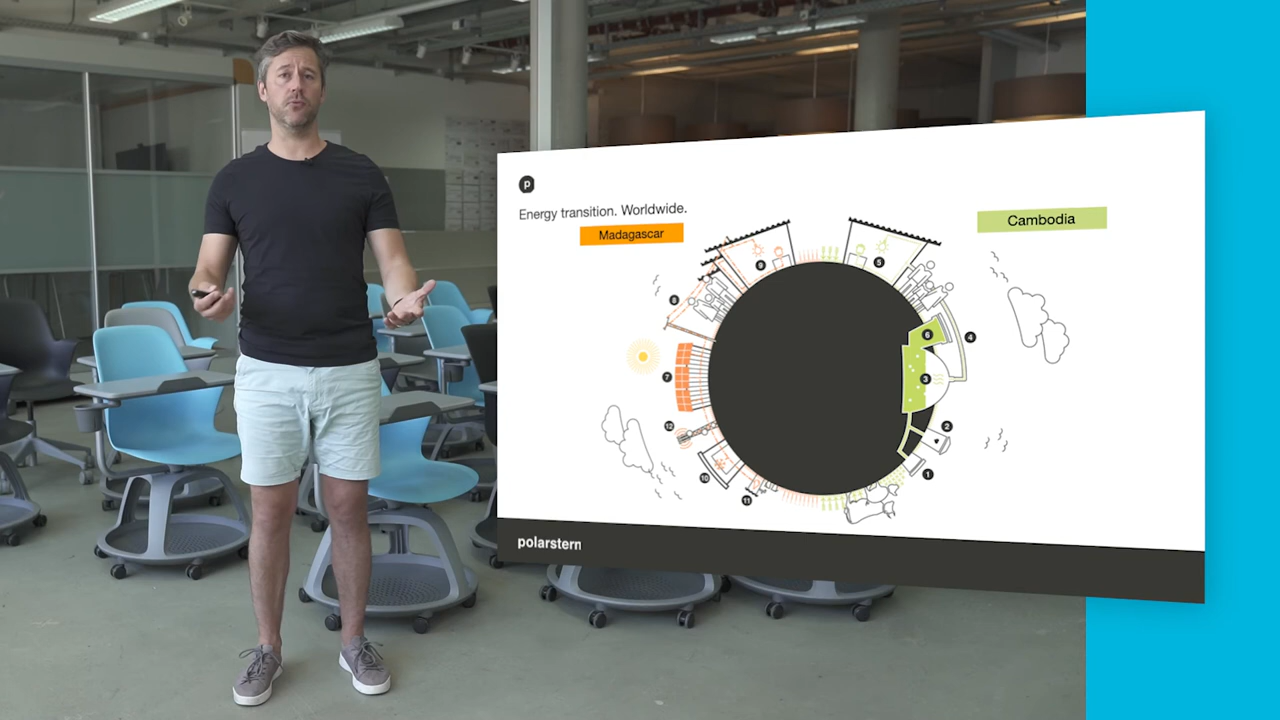 p
Energy transition. Worldwide.
Madagascar
Cambodia
9
5
8
6
4
7
3
12
2
10
1
11
polarstern